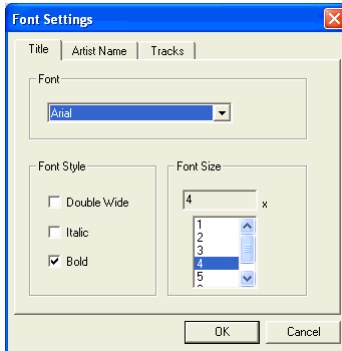 Font Settings
Title Artist Name Tracks
Font
Arial
Font Style
Double Wide
Italic
Bold
Font Size
4 x
1
2
3
4
5
OK Cancel